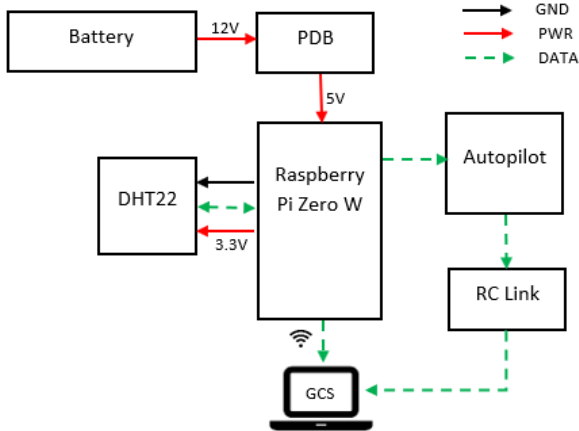 Battery
12V
PDB
GND
PWR
DATA
5V
Raspberry
Pi Zero W
Autopilot
DHT22
3.3V
RC Link
GCS